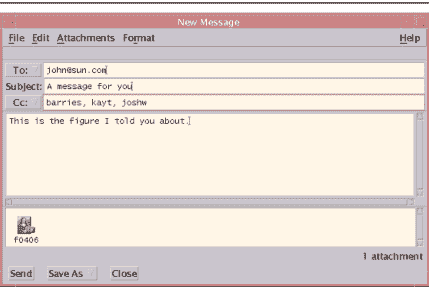 New Message
File Edit Attachments Format Help
To: john@sun.com
Subject: A message for you
Cc: barries, kayt, joshw
This is the figure I told you about.
f0406
1 attachment
Send Save As Close